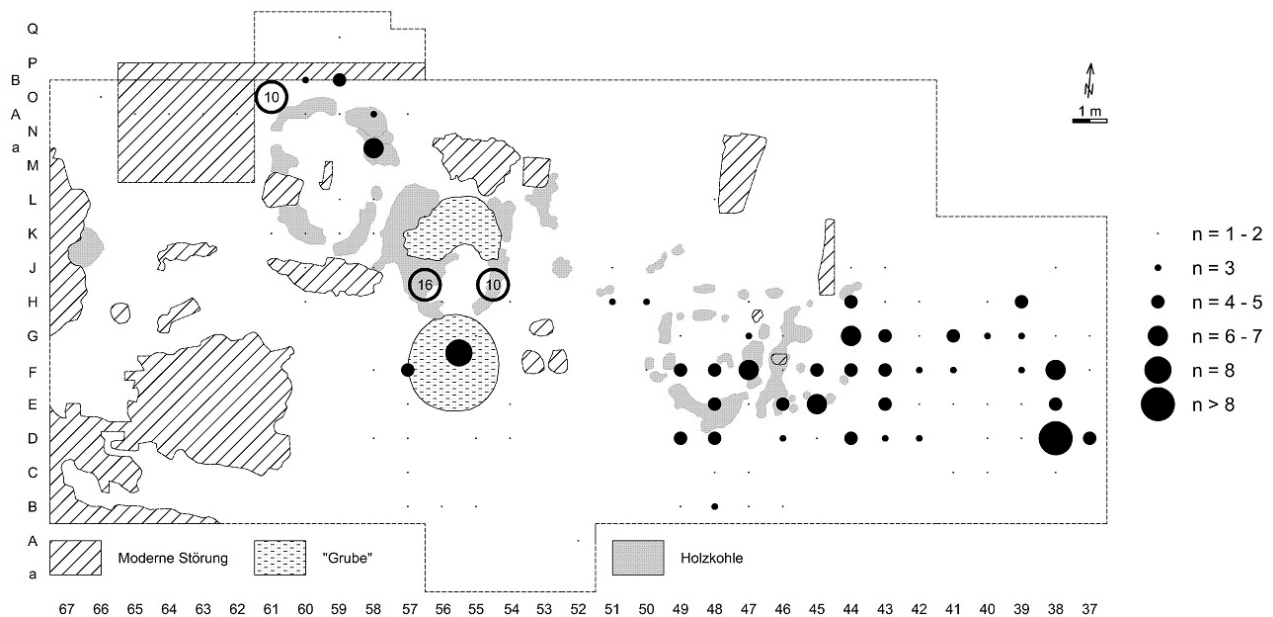 Q
P
B
O
A
N
a
M
L
K
J
H
G
F
E
D
C
B
A
a
10
16
10
N
1 m
n = 1 - 2
n = 3
n = 4 - 5
n = 6 - 7
n = 8
n > 8
Moderne Störung
"Grube"
Holzkohle
67 66 65 64 63 62 61 60 59 58 57 56 55 54 53 52 51 50 49 48 47 46 45 44 43 42 41 40 39 38 37